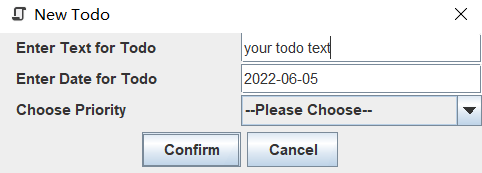 New Todo
Enter Text for Todo your todo text
Enter Date for Todo 2022-06-05
Choose Priority --Please Choose--
Confirm Cancel